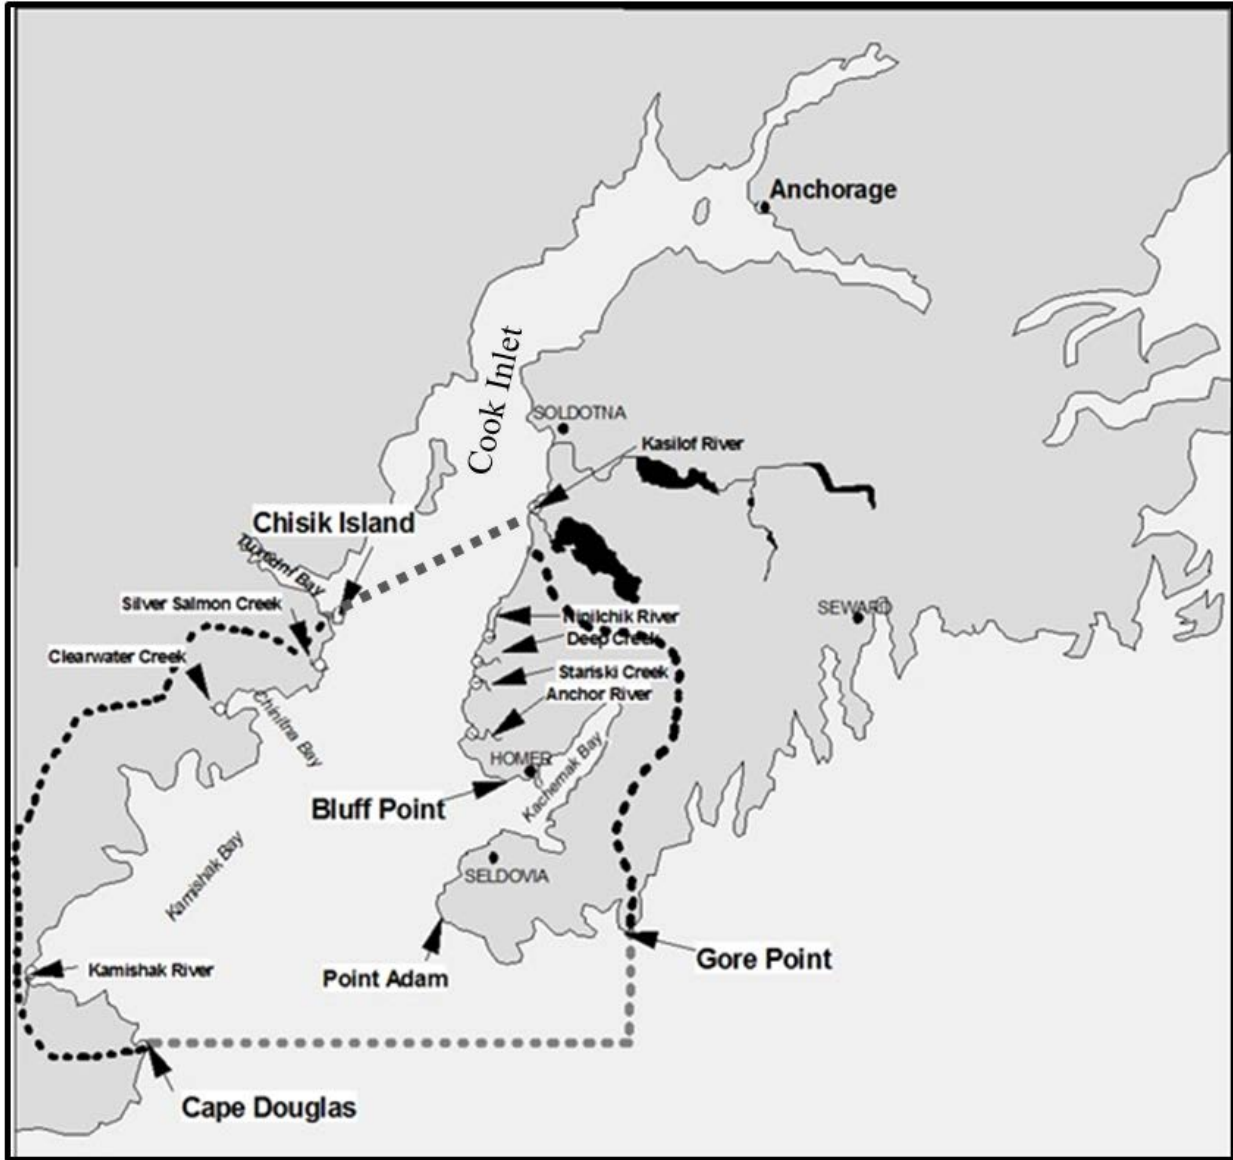 Anchorage
Cook Inlet
SOLDOTNA
Kasilof River
Chisik Island
Tuxedni Bay
Silver Salmon Creek
SEWARD
Ninilchik River
Deep Creek
Clearwater Creek
Stariski Creek
Anchor River
Chinitna Bay
HOMER
Kachemak Bay
Bluff Point
Kamishak Bay
SELDOVIA
Gore Point
Kamishak River
Point Adam
Cape Douglas